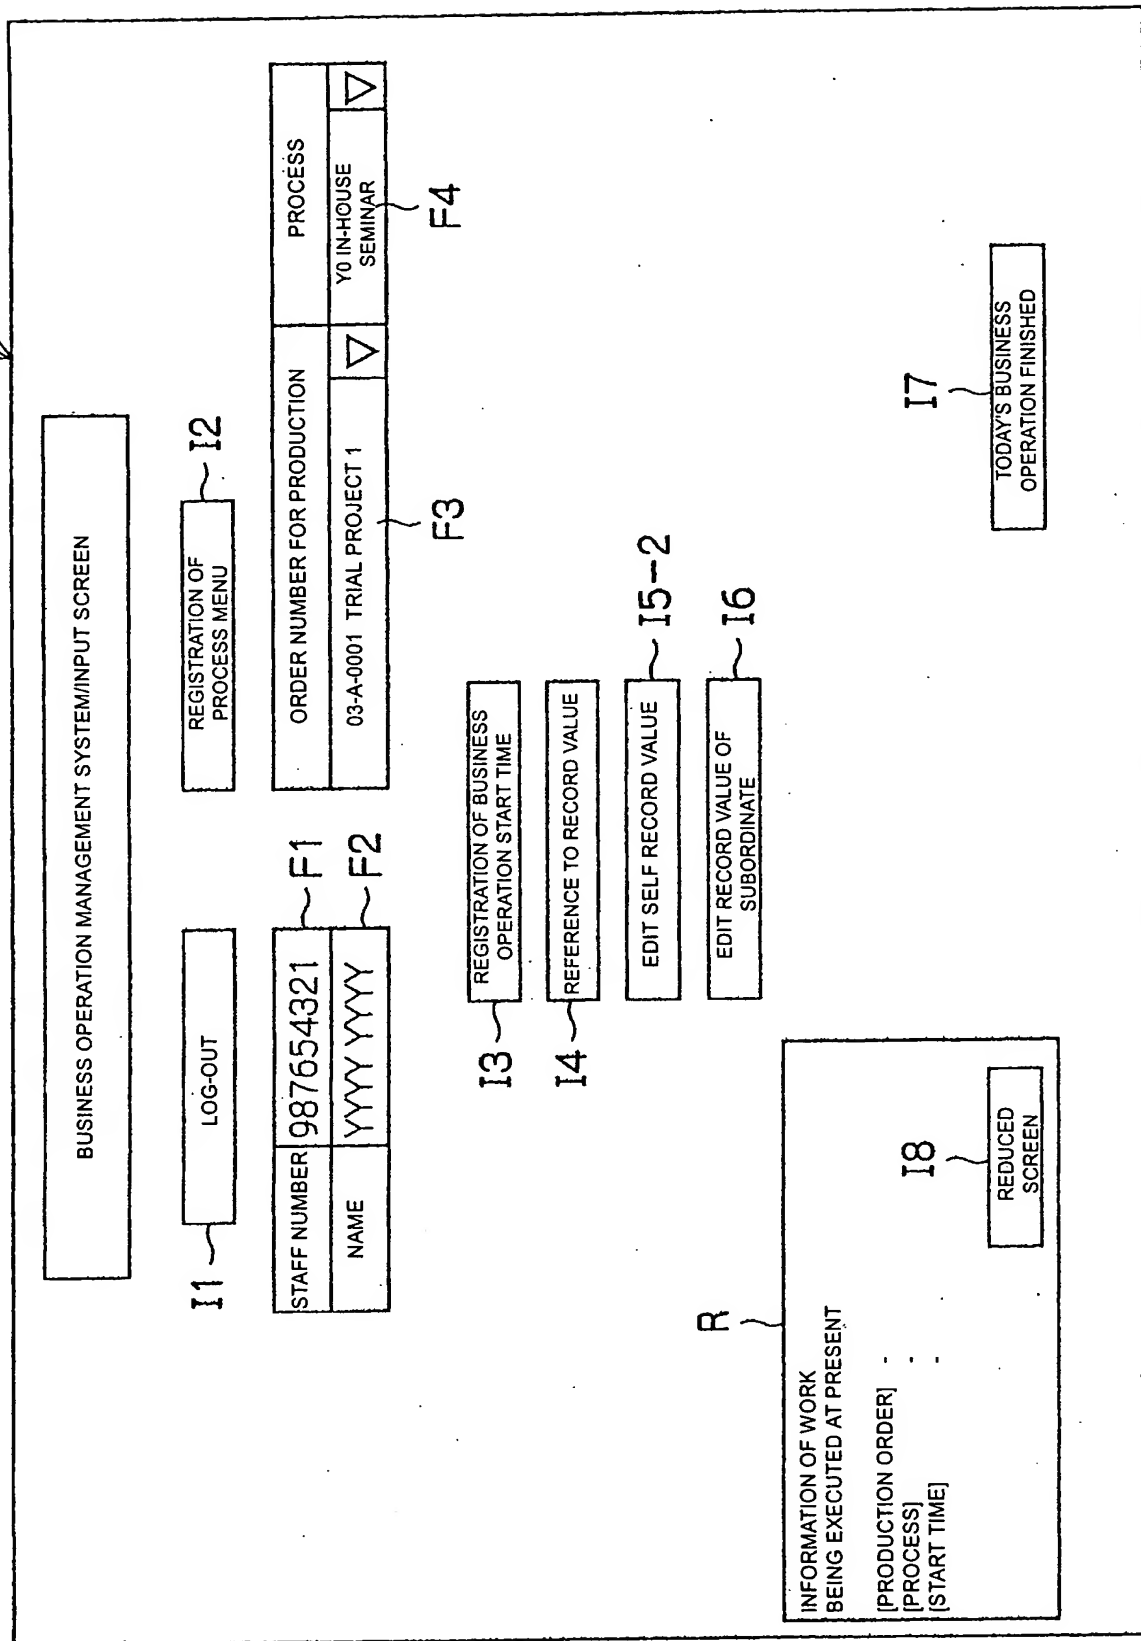 BUSINESS OPERATION MANAGEMENT SYSTEM/INPUT SCREEN
I1
LOG-OUT
REGISTRATION OF
PROCESS MENU
I2
STAFF NUMBER 987654321 F1
NAME YYYY YYYY F2
ORDER NUMBER FOR PRODUCTION PROCESS
03-A-0001 TRIAL PROJECT 1 ▽ Y0 IN-HOUSE
SEMINAR ▽
F3
F4
I3
REGISTRATION OF BUSINESS
OPERATION START TIME
I4
REFERENCE TO RECORD VALUE
EDIT SELF RECORD VALUE
I5-2
EDIT RECORD VALUE OF
SUBORDINATE
I6
R
INFORMATION OF WORK
BEING EXECUTED AT PRESENT
[PRODUCTION ORDER] -
[PROCESS] -
[START TIME] -
I8
REDUCED
SCREEN
I7
TODAY'S BUSINESS
OPERATION FINISHED